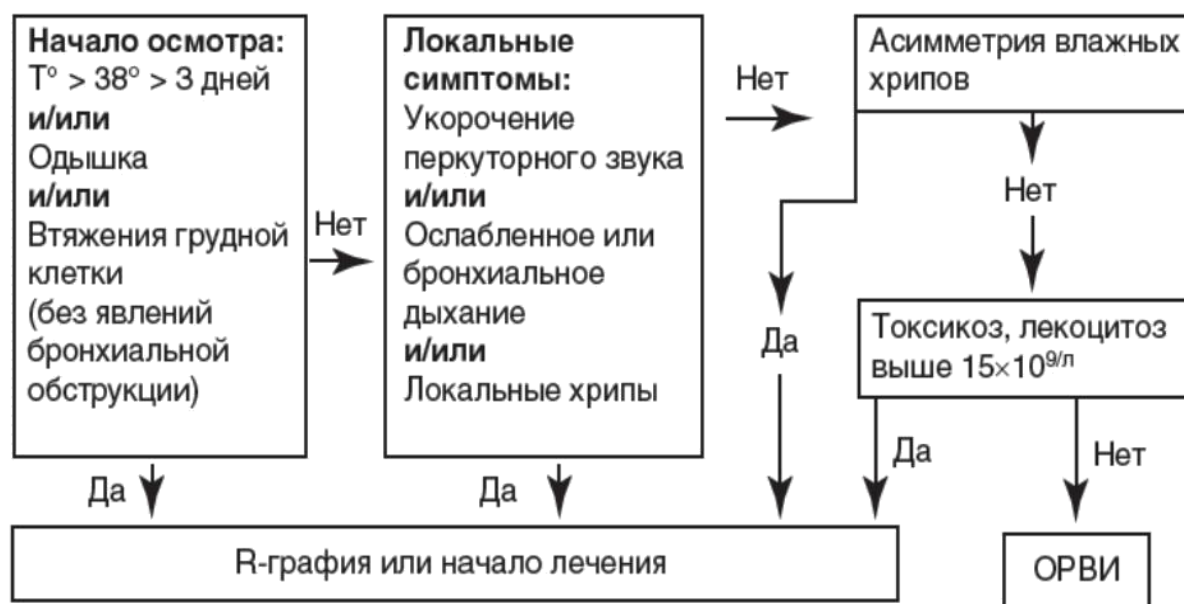 Начало осмотра:
T° > 38° > 3 дней
и/или
Одышка
и/или
Втяжения грудной
клетки
(без явлений
бронхиальной
обструкции)
Нет
Да
Локальные
симптомы:
Укорочение
перкуторного звука
и/или
Ослабленное или
бронхиальное
дыхание
и/или
Локальные хрипы
Нет
Да
Асимметрия влажных
хрипов
Да
Нет
Токсикоз, лекоцитоз
выше 15×10⁹/л
Да
Нет
R-графия или начало лечения
ОРВИ